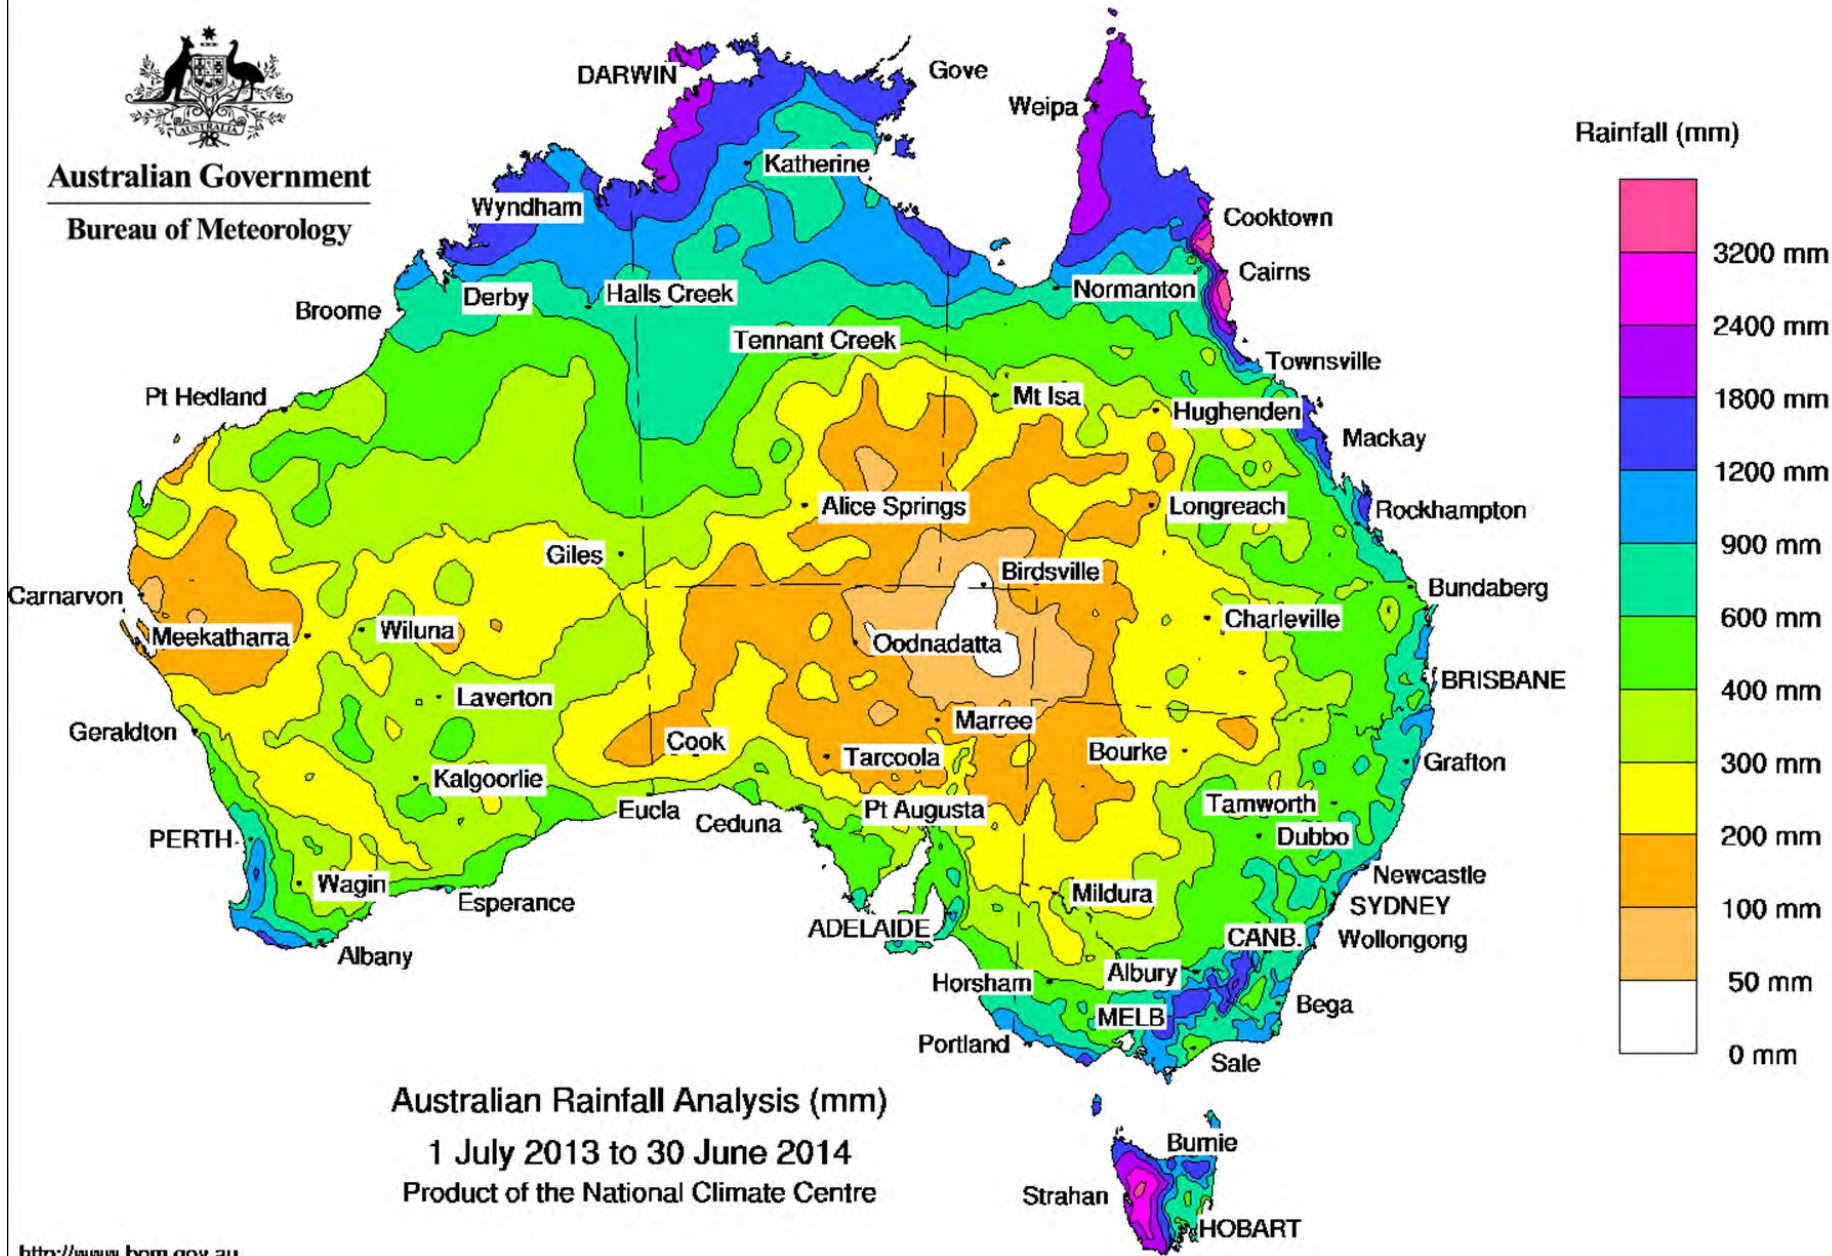 AUSTRALIA
Australian Government
Bureau of Meteorology
DARWIN
Gove
Weipa
Katherine
Wyndham
Cooktown
Cairns
Broome
Derby
Halls Creek
Normanton
Tennant Creek
Townsville
Pt Hedland
Mt Isa
Hughenden
Mackay
Alice Springs
Longreach
Rockhampton
Giles
Birdsville
Carnarvon
Bundaberg
Meekatharra
Wiluna
Charleville
Oodnadatta
Laverton
BRISBANE
Geraldton
Cook
Marree
Tarcoola
Bourke
Grafton
Kalgoorlie
Eucla
Ceduna
Pt Augusta
Tamworth
PERTH
Dubbo
Wagin
Esperance
Mildura
Newcastle
SYDNEY
ADELAIDE
CANB.
Wollongong
Albany
Horsham
Albury
MELB
Bega
Portland
Sale
Burnie
Strahan
HOBART
Rainfall (mm)
3200 mm
2400 mm
1800 mm
1200 mm
900 mm
600 mm
400 mm
300 mm
200 mm
100 mm
50 mm
0 mm
Australian Rainfall Analysis (mm)
1 July 2013 to 30 June 2014
Product of the National Climate Centre
http://www.bom.gov.au